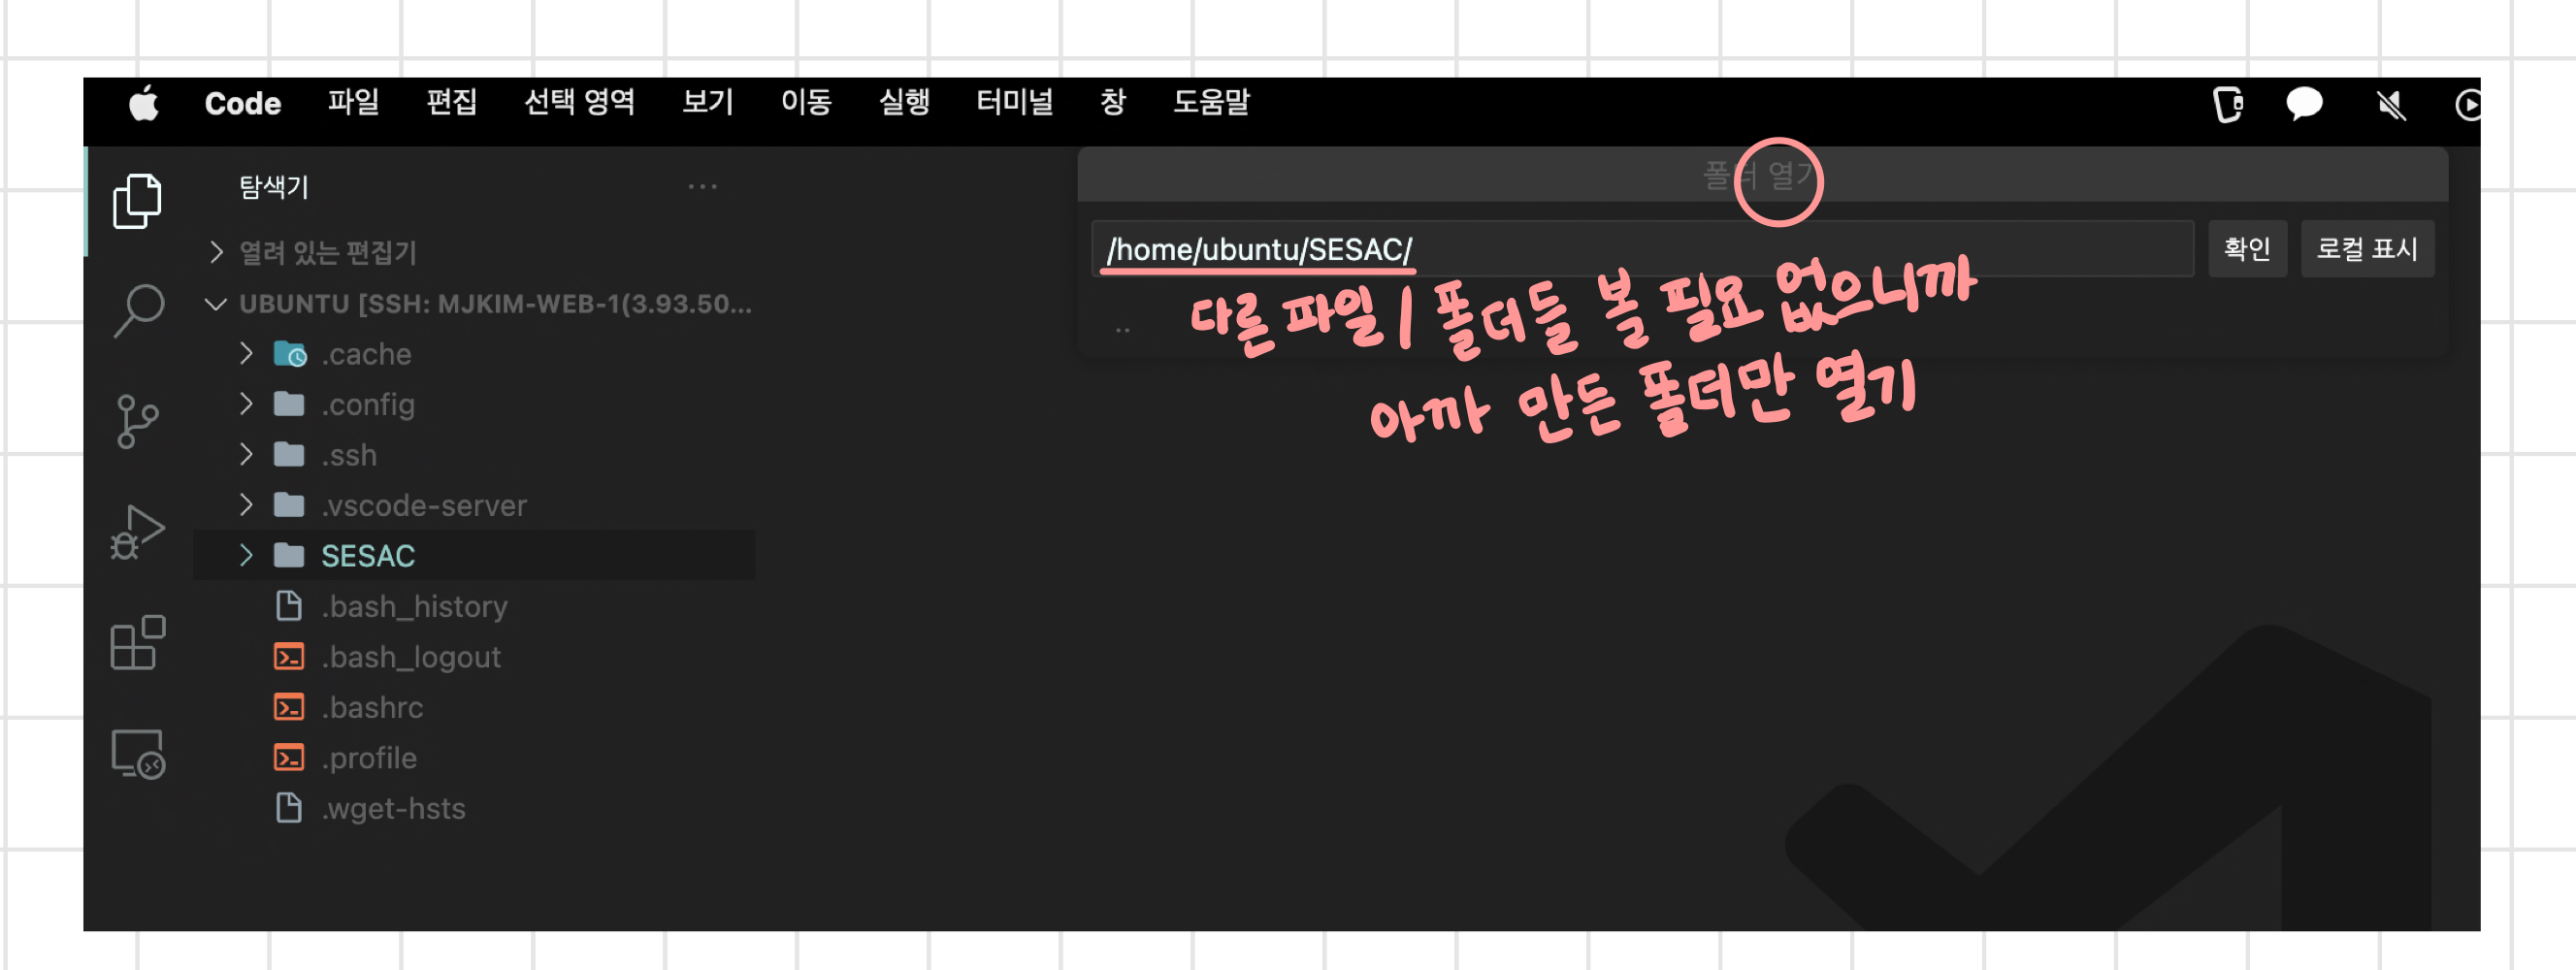 Code 파일 편집 선택 영역 보기 이동 실행 터미널 창 도움말
탐색기 ...
폴더 열기
열려 있는 편집기
/home/ubuntu/SESAC/ 확인 로컬 표시
..
다른 파일/폴더들 볼 필요 없으니까
아까 만든 폴더만 열기
UBUNTU [SSH: MJKIM-WEB-1(3.93.50...
.cache
.config
.ssh
.vscode-server
SESAC
.bash_history
.bash_logout
.bashrc
.profile
.wget-hsts